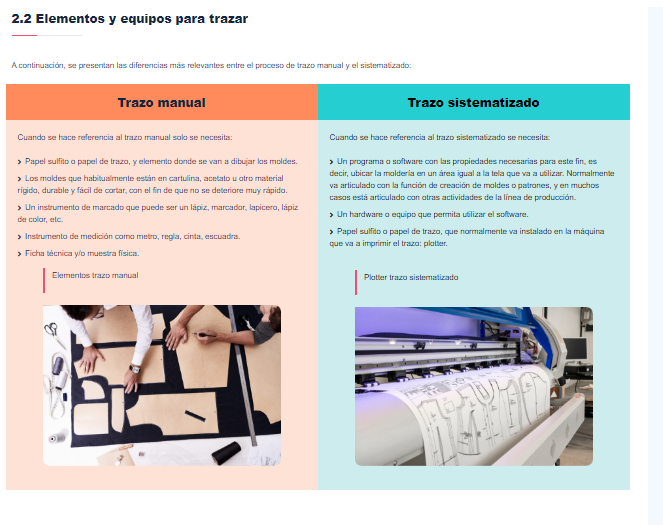 2.2 Elementos y equipos para trazar
A continuación, se presentan las diferencias más relevantes entre el proceso de trazo manual y el sistematizado:
Trazo manual
Cuando se hace referencia al trazo manual solo se necesita:
Papel sulfito o papel de trazo, y elemento donde se van a dibujar los moldes.
Los moldes que habitualmente están en cartulina, acetato u otro material
rígido, durable y fácil de cortar, con el fin de que no se deteriore muy rápido.
Un instrumento de marcado que puede ser un lápiz, marcador, lapicero, lápiz
de color, etc.
Instrumento de medición como metro, regla, cinta, escuadra.
Ficha técnica y/o muestra física.
Elementos trazo manual
Trazo sistematizado
Cuando se hace referencia al trazo sistematizado se necesita:
Un programa o software con las propiedades necesarias para este fin, es
decir, ubicar la moldería en un área igual a la tela que va a utilizar. Normalmente
va articulado con la función de creación de moldes o patrones, y en muchos
casos está articulado con otras actividades de la línea de producción.
Un hardware o equipo que permita utilizar el software.
Papel sulfito o papel de trazo, que normalmente va instalado en la máquina
que va a imprimir el trazo: plotter.
Plotter trazo sistematizado